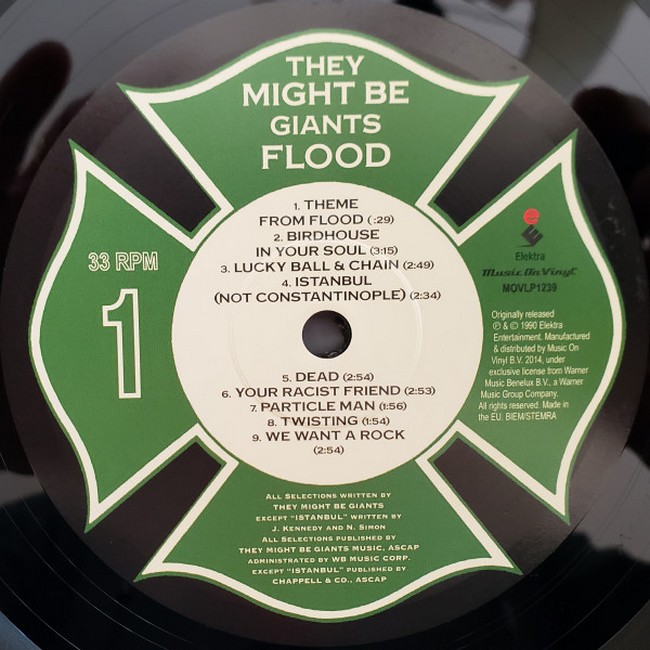 THEY
MIGHT BE
GIANTS
FLOOD
1. THEME
FROM FLOOD (:29)
2. BIRDHOUSE
IN YOUR SOUL (3:15)
3. LUCKY BALL & CHAIN (2:49)
4. ISTANBUL
(NOT CONSTANTINOPLE) (2:34)
33 RPM
1
Elektra
Music On Vinyl
MOVLP1239
Originally released
℗ & © 1990 Elektra
Entertainment. Manufactured
& distributed by Music On
Vinyl B.V. 2014, under
exclusive license from Warner
Music Benelux B.V., a Warner
Music Group Company.
All rights reserved. Made in
the EU. BIEM/STEMRA
5. DEAD (2:54)
6. YOUR RACIST FRIEND (2:53)
7. PARTICLE MAN (1:56)
8. TWISTING (1:54)
9. WE WANT A ROCK
(2:54)
ALL SELECTIONS WRITTEN BY
THEY MIGHT BE GIANTS
EXCEPT "ISTANBUL" WRITTEN BY
J. KENNEDY AND N. SIMON
ALL SELECTIONS PUBLISHED BY
THEY MIGHT BE GIANTS MUSIC, ASCAP
ADMINISTRATED BY WB MUSIC CORP.
EXCEPT "ISTANBUL" PUBLISHED BY
CHAPPELL & CO., ASCAP